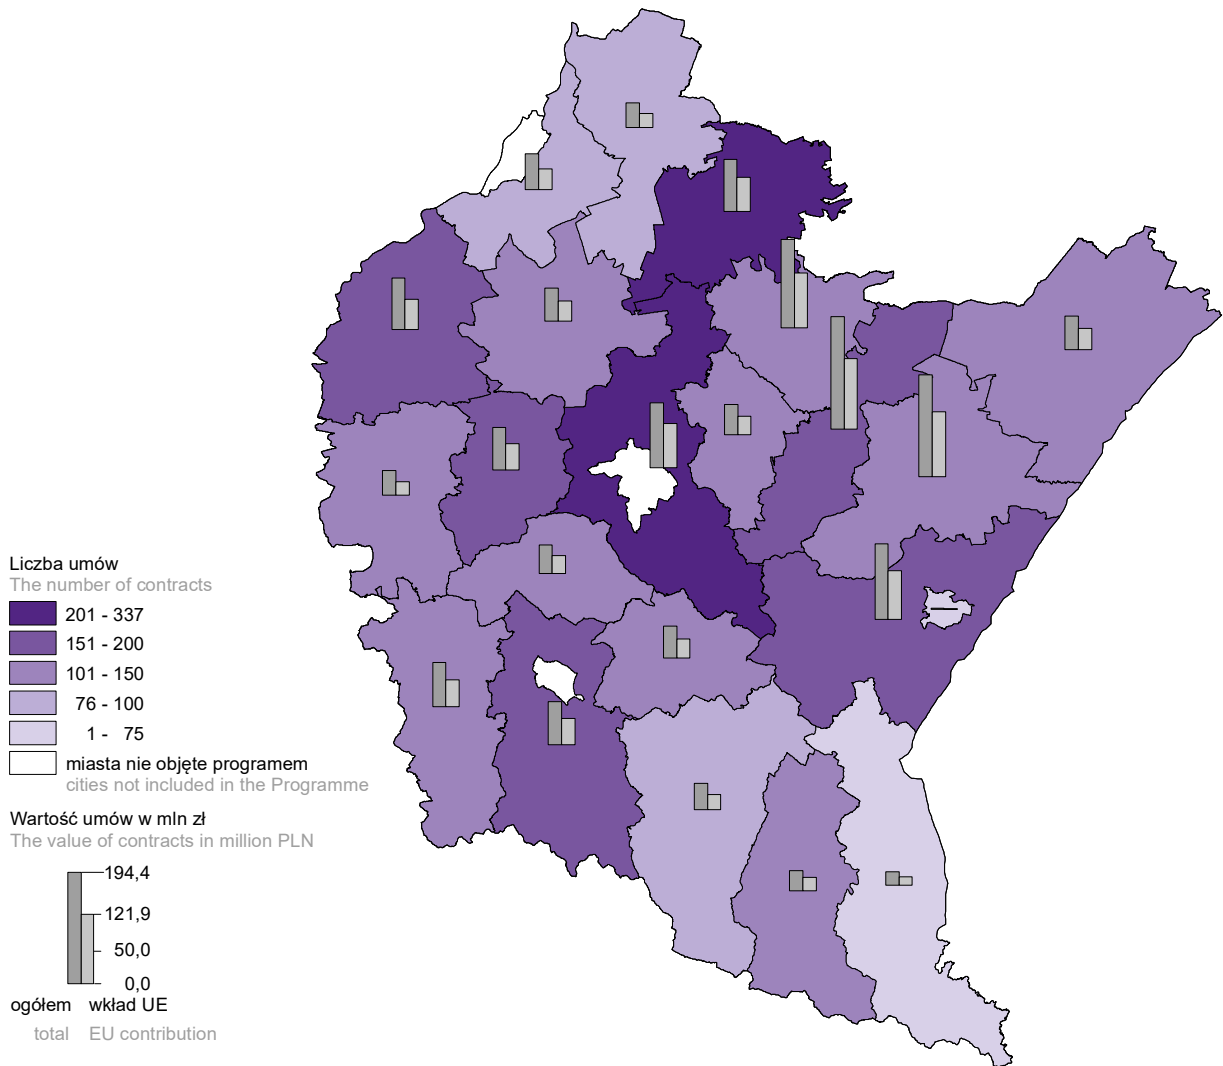 Liczba umów
The number of contracts
201 - 337
151 - 200
101 - 150
76 - 100
1 - 75
miasta nie objęte programem
cities not included in the Programme
Wartość umów w mln zł
The value of contracts in million PLN
194,4
121,9
50,0
0,0
ogółem wkład UE
total EU contribution